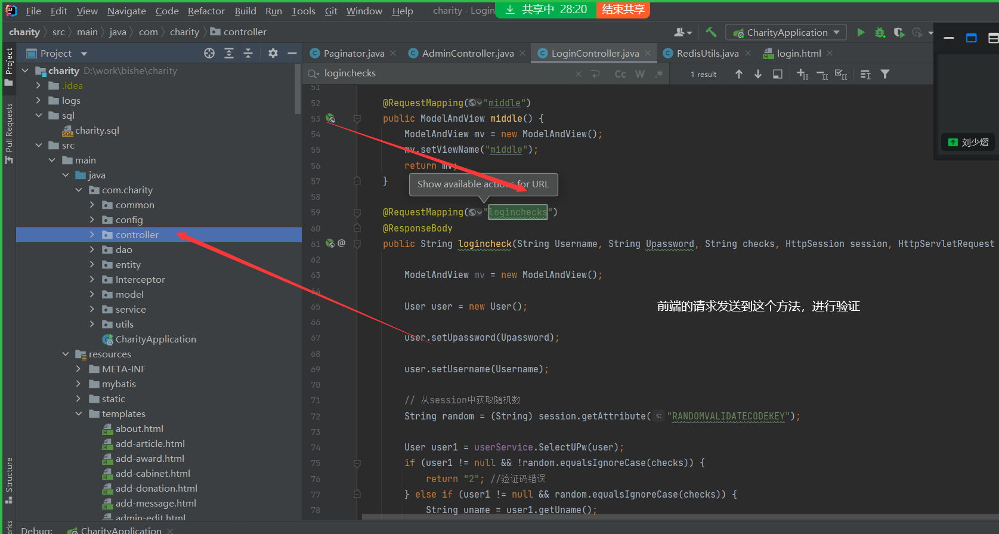 File Edit View Navigate Code Refactor Build Run Tools Git Window Help charity - Login
共享中 28:20 结束共享
charity src main java com charity controller
CharityApplication
Project
Paginator.java AdminController.java LoginController.java RedisUtils.java login.html
loginchecks
Cc W .* 1 result
Project
Pull Requests
Structure
charity D:\work\bishe\charity
.idea
logs
sql
charity.sql
src
main
java
com.charity
common
config
controller
dao
entity
Interceptor
model
service
utils
CharityApplication
resources
META-INF
mybatis
static
templates
about.html
add-article.html
add-award.html
add-cabinet.html
add-donation.html
add-message.html
admin-edit.html
51
52 @RequestMapping("middle")
53 public ModelAndView middle() {
54 ModelAndView mv = new ModelAndView();
55 mv.setViewName("middle");
56 return mv;
57 }
Show available actions for URL
58
59 @RequestMapping("loginchecks")
60 @ResponseBody
61 @ public String logincheck(String Username, String Upassword, String checks, HttpSession session, HttpServletRequest
62
63 ModelAndView mv = new ModelAndView();
64
65 User user = new User();
前端的请求发送到这个方法，进行验证
66
67 user.setUpassword(Upassword);
68
69 user.setUsername(Username);
70
71 // 从session中获取随机数
72 String random = (String) session.getAttribute( s: "RANDOMVALIDATECODEKEY");
73
74 User user1 = userService.SelectUPw(user);
75 if (user1 != null && !random.equalsIgnoreCase(checks)) {
76 return "2"; //验证码错误
77 } else if (user1 != null && random.equalsIgnoreCase(checks)) {
78 String uname = user1.getUname();
刘少熠
Debug: CharityApplication